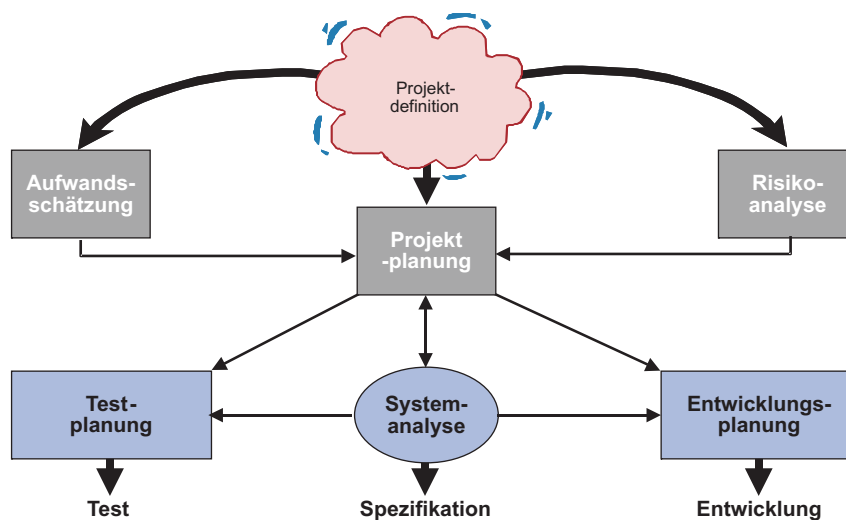 Projekt-
definition
Aufwands-
schätzung
Risiko-
analyse
Projekt
-planung
Test-
planung
System-
analyse
Entwicklungs-
planung
Test
Spezifikation
Entwicklung